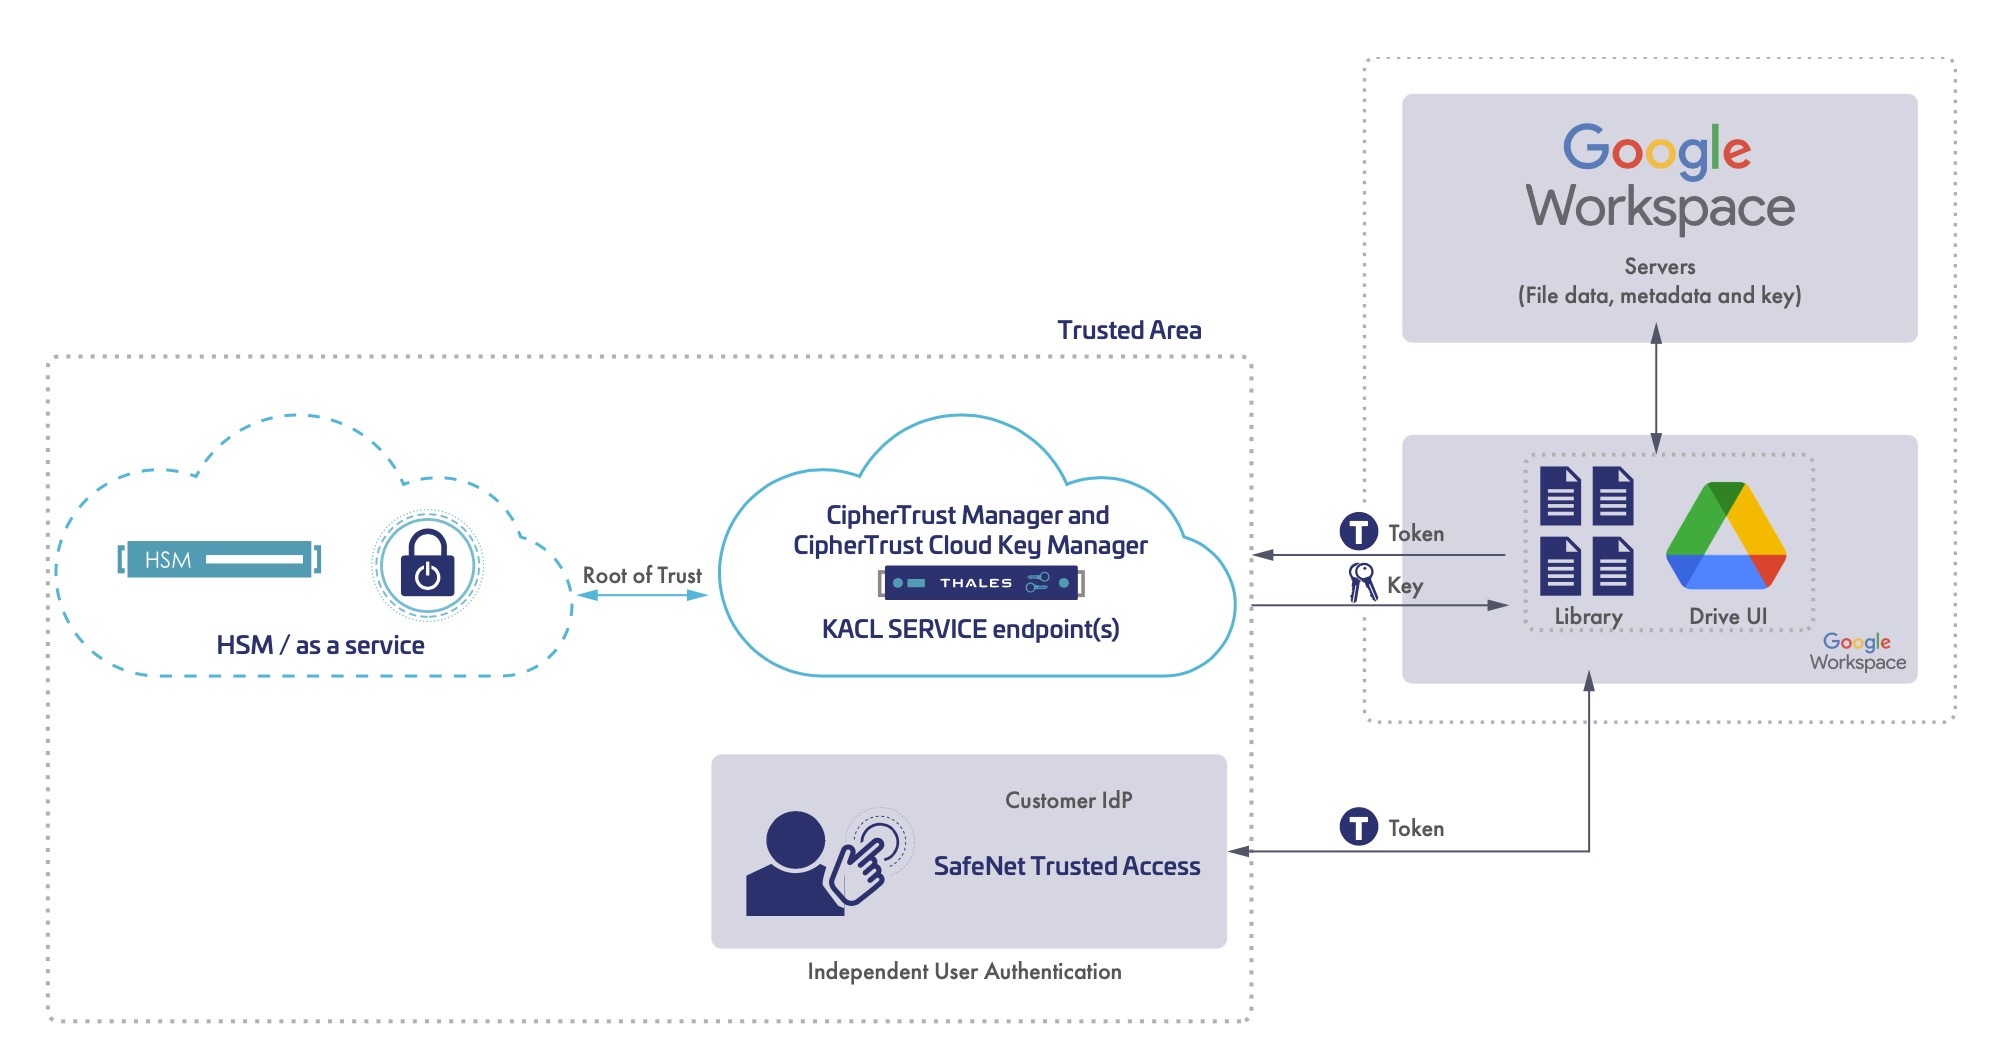 Google
Workspace
Servers
(File data, metadata and key)
Trusted Area
HSM
HSM / as a service
Root of Trust
CipherTrust Manager and
CipherTrust Cloud Key Manager
THALES
KACL SERVICE endpoint(s)
T Token
Key
Library
Drive UI
Google
Workspace
Customer IdP
SafeNet Trusted Access
T Token
Independent User Authentication